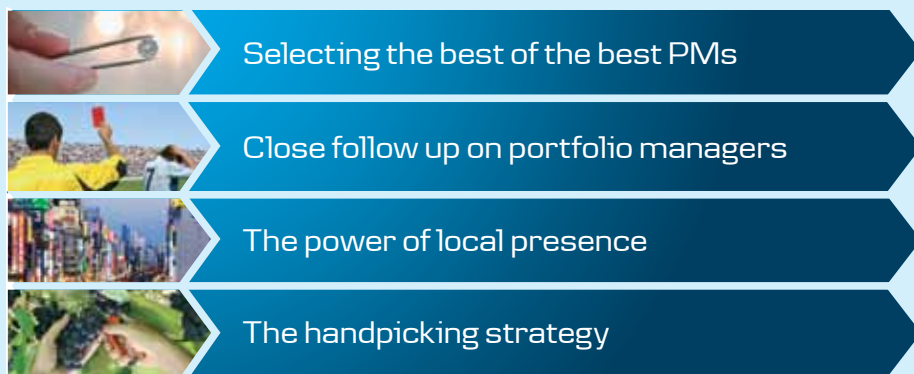 Selecting the best of the best PMs
Close follow up on portfolio managers
The power of local presence
The handpicking strategy